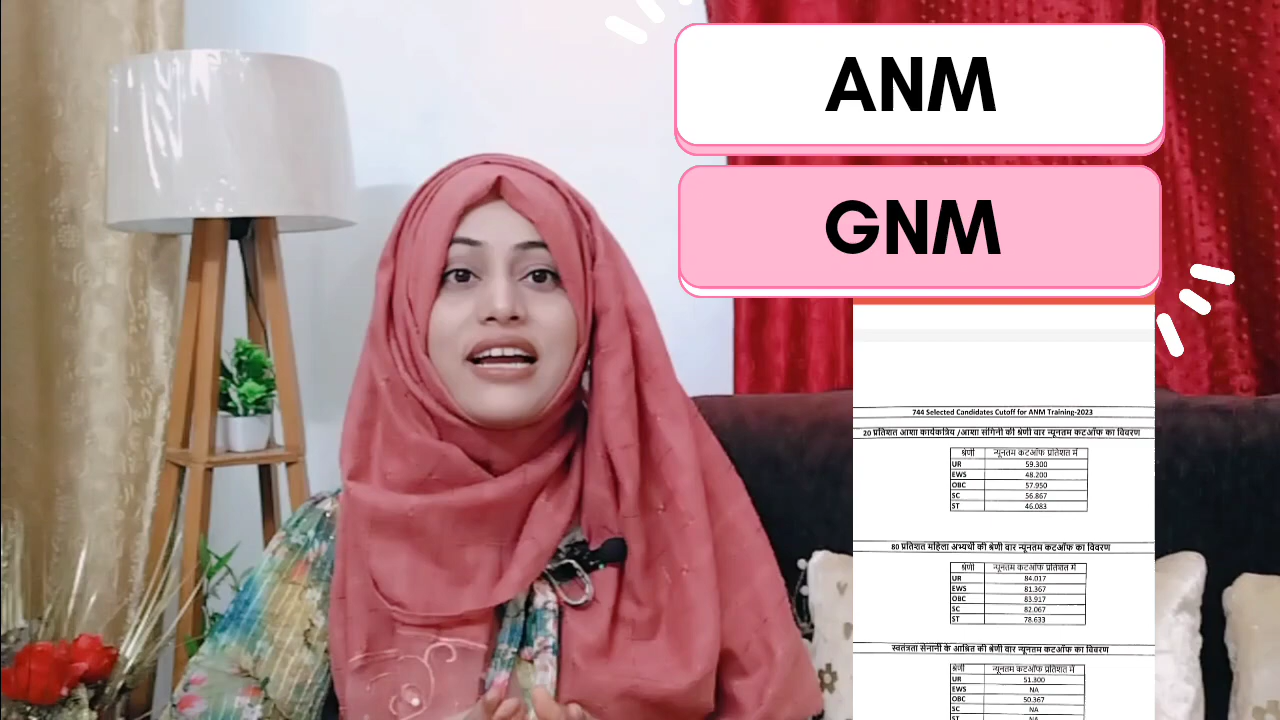 ANM
GNM
744 Selected Candidates Cutoff for ANM Training-2023
20 प्रतिशत आशा कार्यकत्रिय /आशा संगिनी की श्रेणी वार न्यूनतम कटऑफ का विवरण
श्रेणी न्यूनतम कटऑफ प्रतिशत में
UR 59.300
EWS 48.200
OBC 57.950
SC 56.867
ST 46.083
80 प्रतिशत महिला अभ्यर्थी की श्रेणी वार न्यूनतम कटऑफ का विवरण
श्रेणी न्यूनतम कटऑफ प्रतिशत में
UR 84.017
EWS 81.367
OBC 83.917
SC 82.067
ST 78.633
स्वतंत्रता सेनानी के आश्रित की श्रेणी वार न्यूनतम कटऑफ का विवरण
श्रेणी न्यूनतम कटऑफ प्रतिशत में
UR 51.300
EWS NA
OBC 50.367
SC NA
ST NA